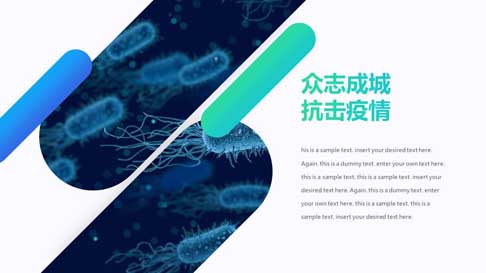 众志成城
抗击疫情
his is a sample text. insert your desired text here.
Again. this is a dummy text. enter your own text here.
this is a sample text. this is a sample text. insert your
desired text here. Again. this is a dummy text. enter
your own text here. this is a sample text. this is a
sample text. insert your desired text here.